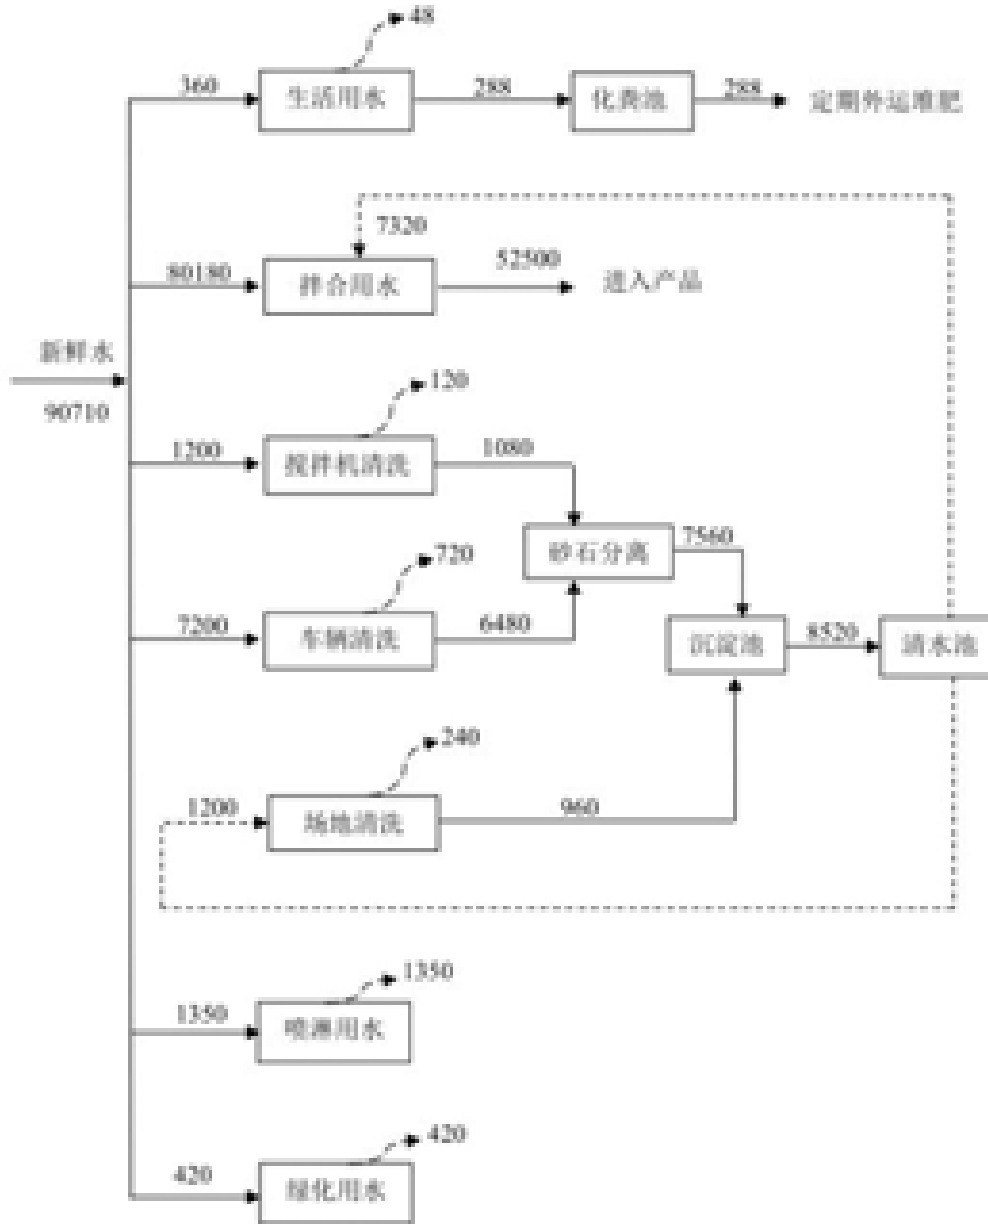 48
360
生活用水
288
化粪池
288
定期外运堆肥
7320
80180
拌合用水
52500
进入产品
新鲜水
90710
120
1200
搅拌机清洗
1080
砂石分离
7560
720
7200
车辆清洗
6480
沉淀池
8520
清水池
240
1200
场地清洗
960
1350
1350
喷淋用水
420
420
绿化用水